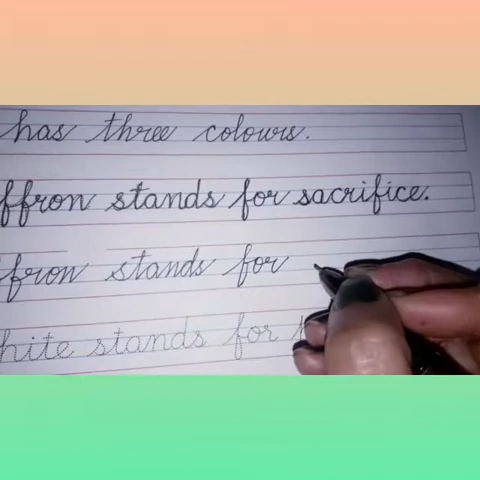 has three colours.
ffron stands for sacrifice.
ffron stands for
hite stands for